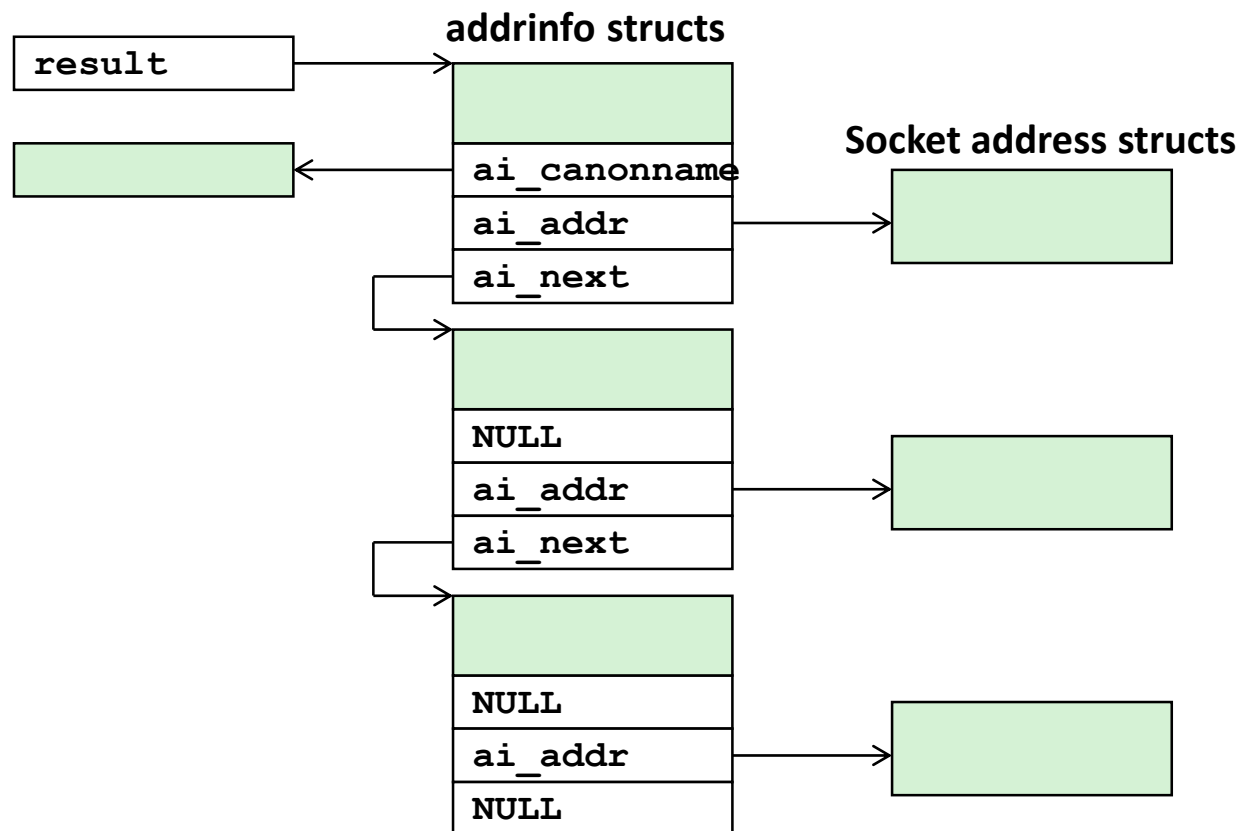 addrinfo structs
result
Socket address structs
ai_canonname
ai_addr
ai_next
NULL
ai_addr
ai_next
NULL
ai_addr
NULL